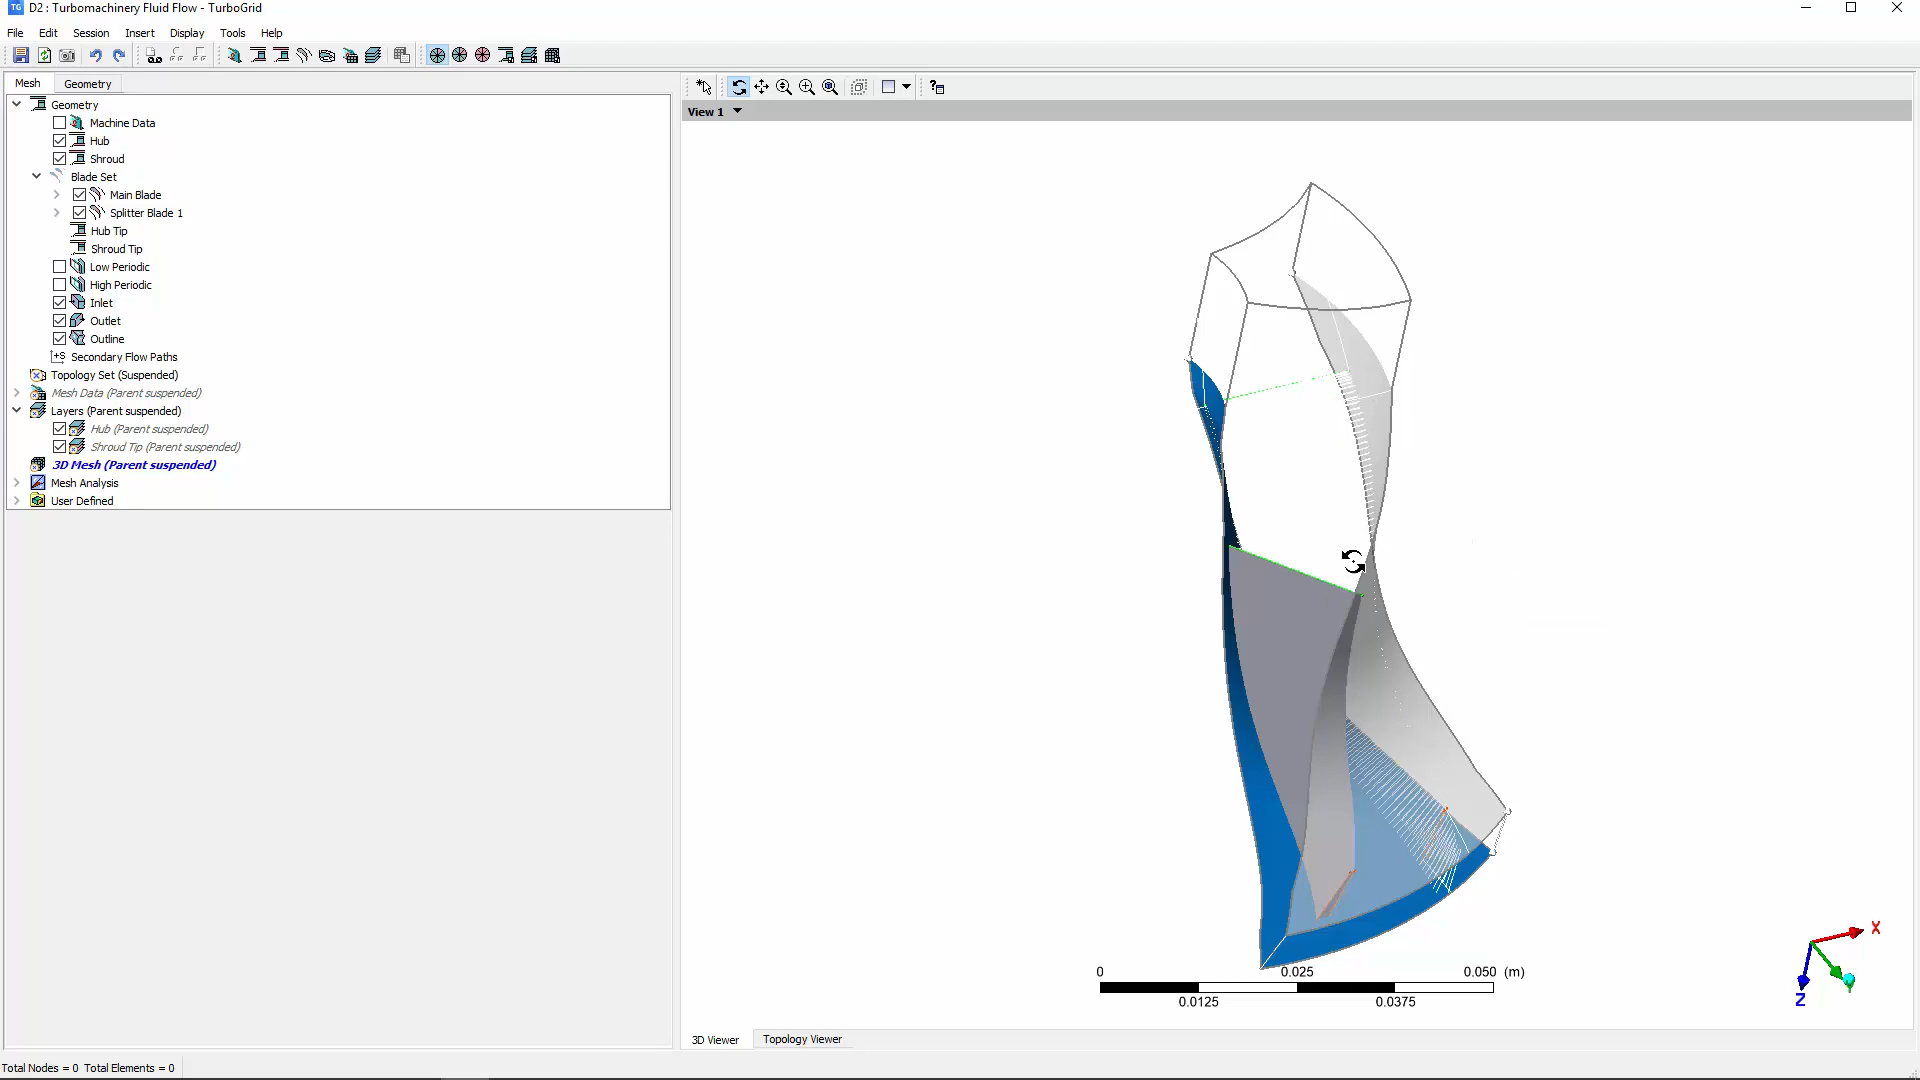 TG D2 : Turbomachinery Fluid Flow - TurboGrid
File Edit Session Insert Display Tools Help
Mesh Geometry
Geometry
Machine Data
Hub
Shroud
Blade Set
Main Blade
Splitter Blade 1
Hub Tip
Shroud Tip
Low Periodic
High Periodic
Inlet
Outlet
Outline
Secondary Flow Paths
Topology Set (Suspended)
Mesh Data (Parent suspended)
Layers (Parent suspended)
Hub (Parent suspended)
Shroud Tip (Parent suspended)
3D Mesh (Parent suspended)
Mesh Analysis
User Defined
View 1
0 0.025 0.050 (m)
0.0125 0.0375
X
Z
3D Viewer Topology Viewer
Total Nodes = 0 Total Elements = 0